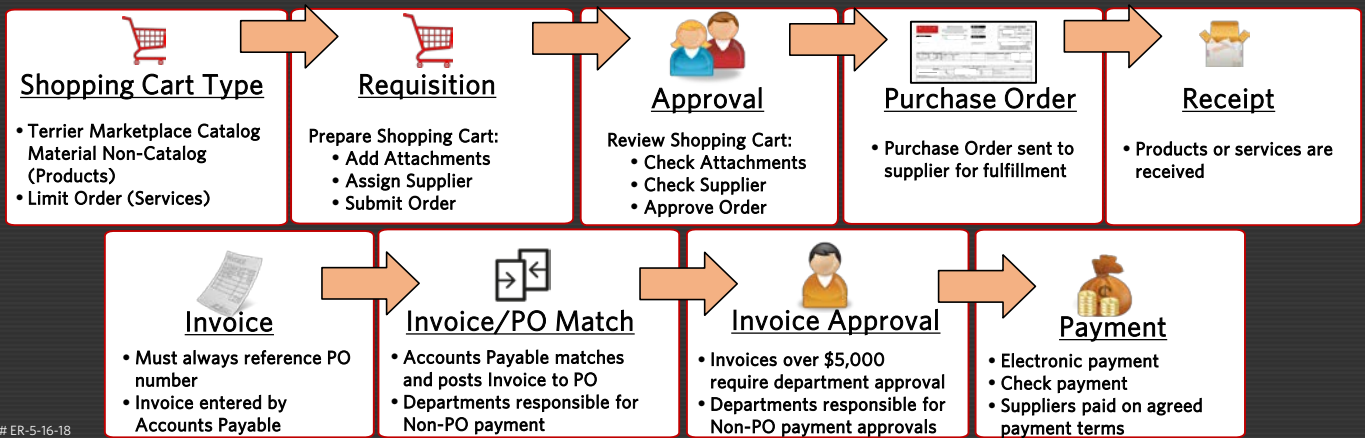 Shopping Cart Type
• Terrier Marketplace Catalog
Material Non-Catalog
(Products)
• Limit Order (Services)
Requisition
Prepare Shopping Cart:
• Add Attachments
• Assign Supplier
• Submit Order
Approval
Review Shopping Cart:
• Check Attachments
• Check Supplier
• Approve Order
Purchase Order
• Purchase Order sent to
supplier for fulfillment
Receipt
• Products or services are
received
Invoice
• Must always reference PO
number
• Invoice entered by
Accounts Payable
Invoice/PO Match
• Accounts Payable matches
and posts Invoice to PO
• Departments responsible for
Non-PO payment
Invoice Approval
• Invoices over $5,000
require department approval
• Departments responsible for
Non-PO payment approvals
Payment
• Electronic payment
• Check payment
• Suppliers paid on agreed
payment terms
# ER-5-16-18